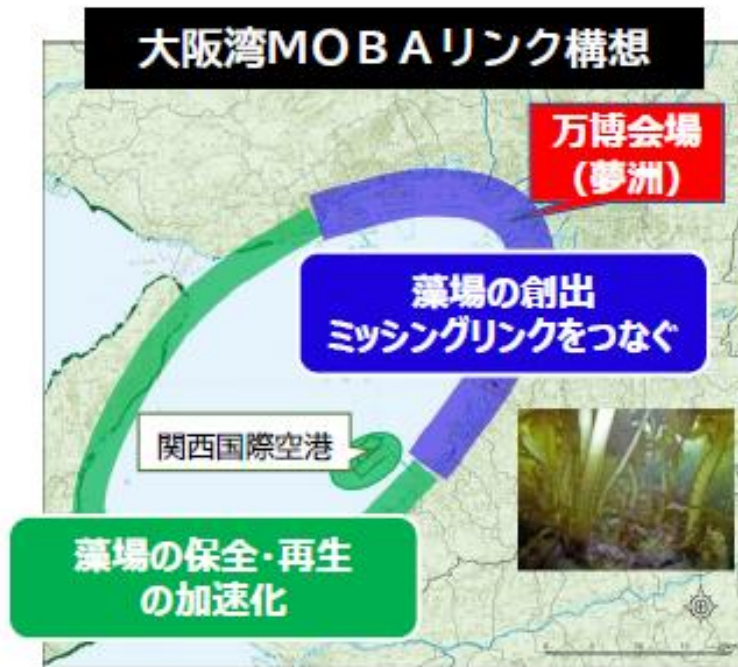 大阪湾MOBAリンク構想
万博会場
(夢洲)
藻場の創出
ミッシングリンクをつなぐ
関西国際空港
藻場の保全・再生
の加速化